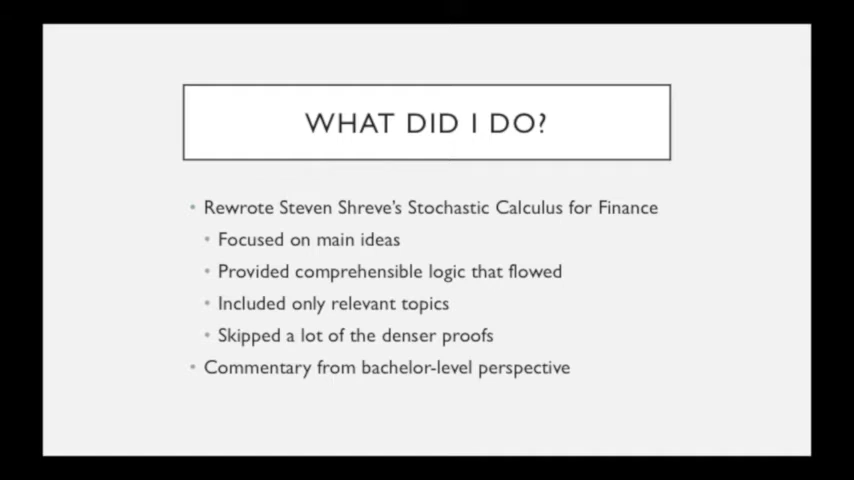 WHAT DID I DO?
• Rewrote Steven Shreve's Stochastic Calculus for Finance
• Focused on main ideas
• Provided comprehensible logic that flowed
• Included only relevant topics
• Skipped a lot of the denser proofs
• Commentary from bachelor-level perspective